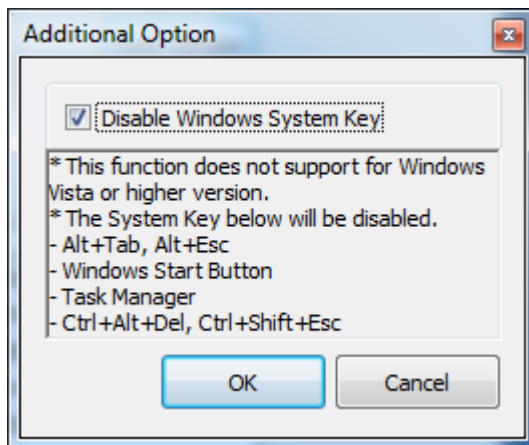 Additional Option
Disable Windows System Key
* This function does not support for Windows
Vista or higher version.
* The System Key below will be disabled.
- Alt+Tab, Alt+Esc
- Windows Start Button
- Task Manager
- Ctrl+Alt+Del, Ctrl+Shift+Esc
OK
Cancel